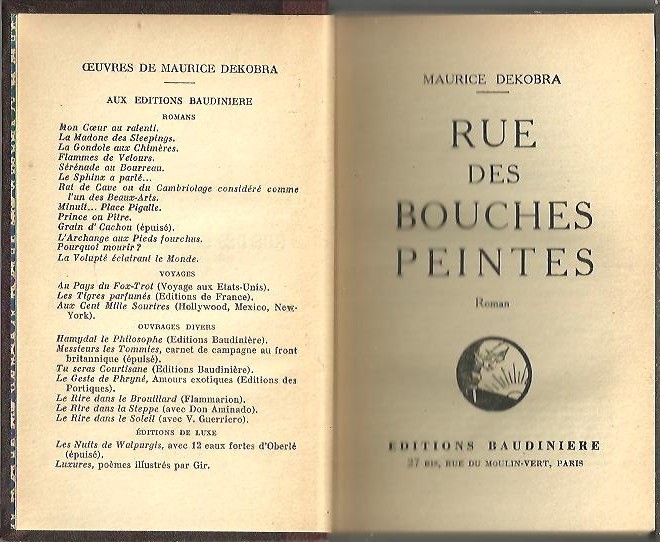 ŒUVRES DE MAURICE DEKOBRA
AUX EDITIONS BAUDINIERE
ROMANS
Mon Cœur au ralenti.
La Madone des Sleepings.
La Gondole aux Chimères.
Flammes de Velours.
Sérénade au Bourreau.
Le Sphinx a parlé...
Rat de Cave ou du Cambriolage considéré comme
l'un des Beaux-Arts.
Minuit... Place Pigalle.
Prince ou Pitre.
Grain d'Cachou (épuisé).
L'Archange aux Pieds fourchus.
Pourquoi mourir?
La Volupté éclairant le Monde.
VOYAGES
Au Pays du Fox-Trot (Voyage aux Etats-Unis).
Les Tigres parfumés (Editions de France).
Aux Cent Mille Sourires (Hollywood, Mexico, New-
York).
OUVRAGES DIVERS
Hamydal le Philosophe (Editions Baudinière).
Messieurs les Tommies, carnet de campagne au front
britannique (épuisé).
Tu seras Courtisane (Editions Baudinière).
Le Geste de Phryné, Amours exotiques (Editions des
Portiques).
Le Rire dans le Brouillard (Flammarion).
Le Rire dans la Steppe (avec Don Aminado).
Le Rire dans le Soleil (avec V. Guerriero).
ÉDITIONS DE LUXE
Les Nuits de Walpurgis, avec 12 eaux fortes d'Oberlé
(épuisé).
Luxures, poèmes illustrés par Gir.
MAURICE DEKOBRA
RUE
DES
BOUCHES
PEINTES
Roman
EDITIONS BAUDINIERE
27 BIS, RUE DU MOULIN-VERT, PARIS